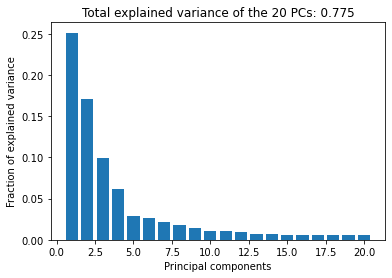 Total explained variance of the 20 PCs: 0.775
Fraction of explained variance
0.25
0.20
0.15
0.10
0.05
0.00
0.0 2.5 5.0 7.5 10.0 12.5 15.0 17.5 20.0
Principal components